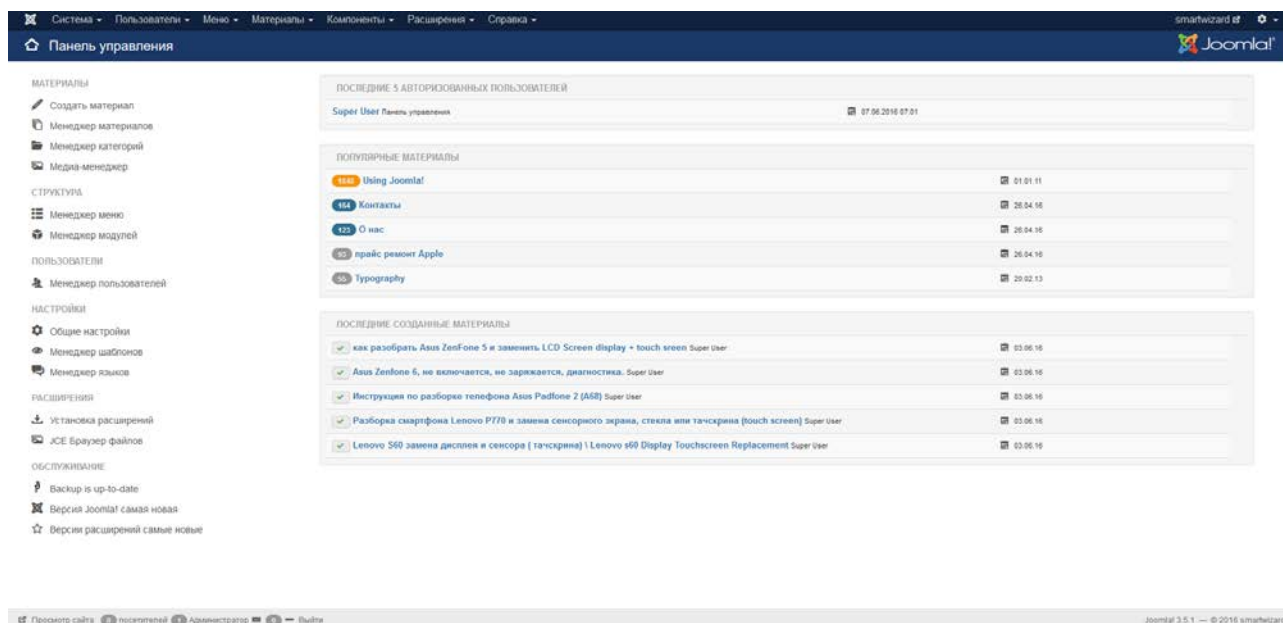 Система Пользователи Меню Материалы Компоненты Расширения Справка smartwizard
Панель управления Joomla!
МАТЕРИАЛЫ
Создать материал
Менеджер материалов
Менеджер категорий
Медиа-менеджер
СТРУКТУРА
Менеджер меню
Менеджер модулей
ПОЛЬЗОВАТЕЛИ
Менеджер пользователей
НАСТРОЙКИ
Общие настройки
Менеджер шаблонов
Менеджер языков
РАСШИРЕНИЯ
Установка расширений
JCE Браузер файлов
ОБСЛУЖИВАНИЕ
Backup is up-to-date
Версия Joomla! самая новая
Версии расширений самые новые
ПОСЛЕДНИЕ 5 АВТОРИЗОВАННЫХ ПОЛЬЗОВАТЕЛЕЙ
Super User Панель управления 07.06.2016 07:01
ПОПУЛЯРНЫЕ МАТЕРИАЛЫ
Using Joomla! 01.01.11
Контакты 26.04.16
123 О нас 26.04.16
прайс ремонт Apple 26.04.16
55 Typography 20.02.13
ПОСЛЕДНИЕ СОЗДАННЫЕ МАТЕРИАЛЫ
как разобрать Asus ZenFone 5 и заменить LCD Screen display + touch sreen Super User 03.06.16
Asus Zenfone 6, не включается, не заряжается, диагностика. Super User 03.06.16
Инструкция по разборке телефона Asus Padfone 2 (A68) Super User 03.06.16
Разборка смартфона Lenovo P770 и замена сенсорного экрана, стекла или тачскрина (touch screen) Super User 03.06.16
Lenovo S60 замена дисплея и сенсора ( тачскрина) \ Lenovo s60 Display Touchscreen Replacement Super User 03.06.16
Просмотр сайта посетителей Администратор Выйти Joomla! 3.5.1 — © 2016 smartwizard